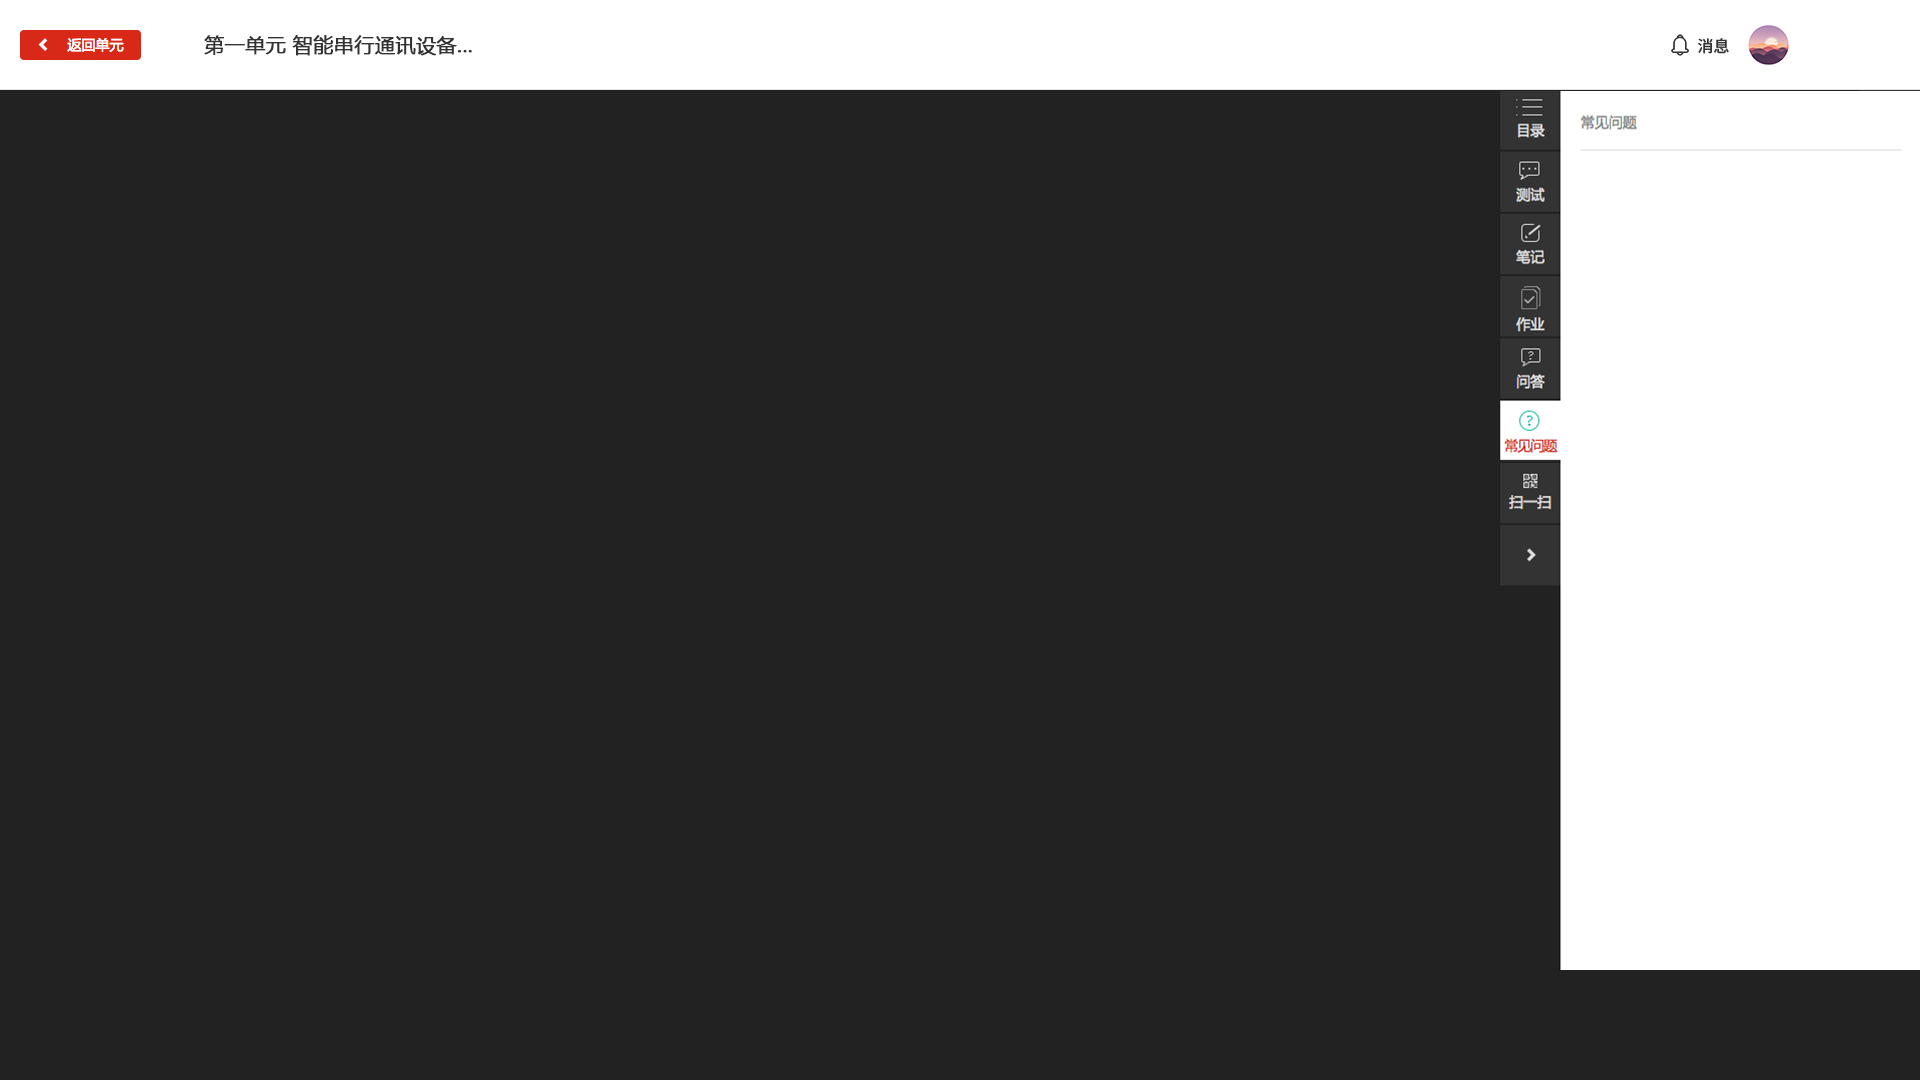 返回单元
第一单元 智能串行通讯设备...
消息
目录
测试
笔记
作业
问答
常见问题
扫一扫
常见问题